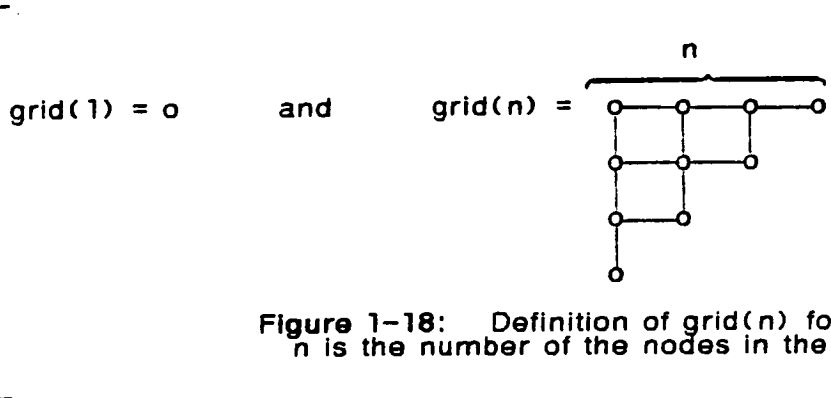 n
grid(1) = o and grid(n) =
Figure 1-18: Definition of grid(n) fo
n is the number of the nodes in the